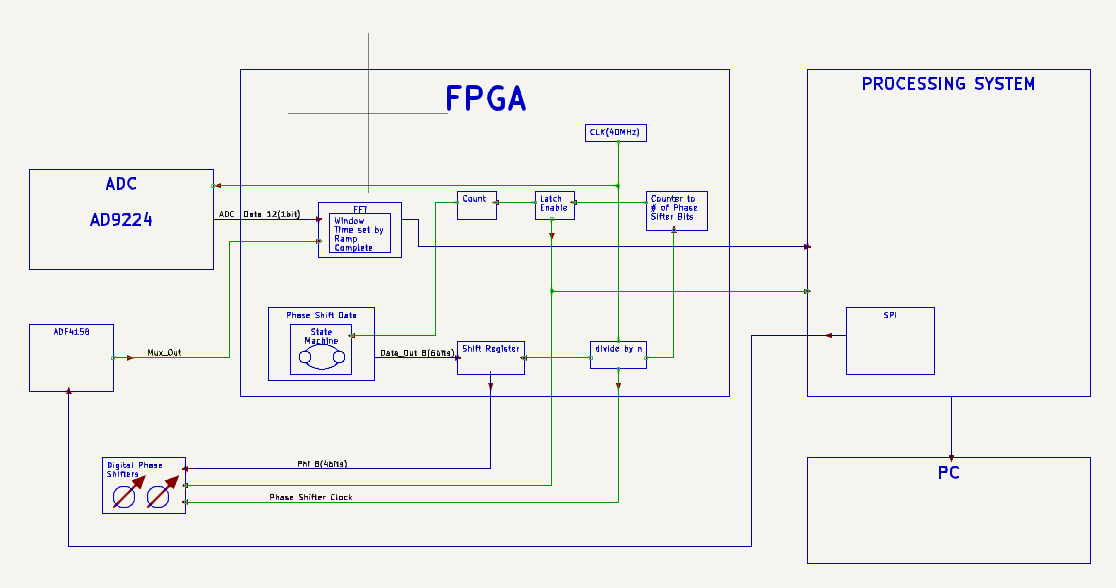 FPGA
PROCESSING SYSTEM
CLK(40MHz)
ADC
AD9224
ADC Data 12(1bit)
FFT
Window
Time set by
Ramp
Complete
Count
Latch
Enable
Counter to
# of Phase
Sifter Bits
Phase Shift Data
State
Machine
Data_Out 8(6bits)
Shift Register
divide by n
SPI
ADF4158
Mux_Out
Digital Phase
Shifters
Phi 8(4bits)
Phase Shifter Clock
PC